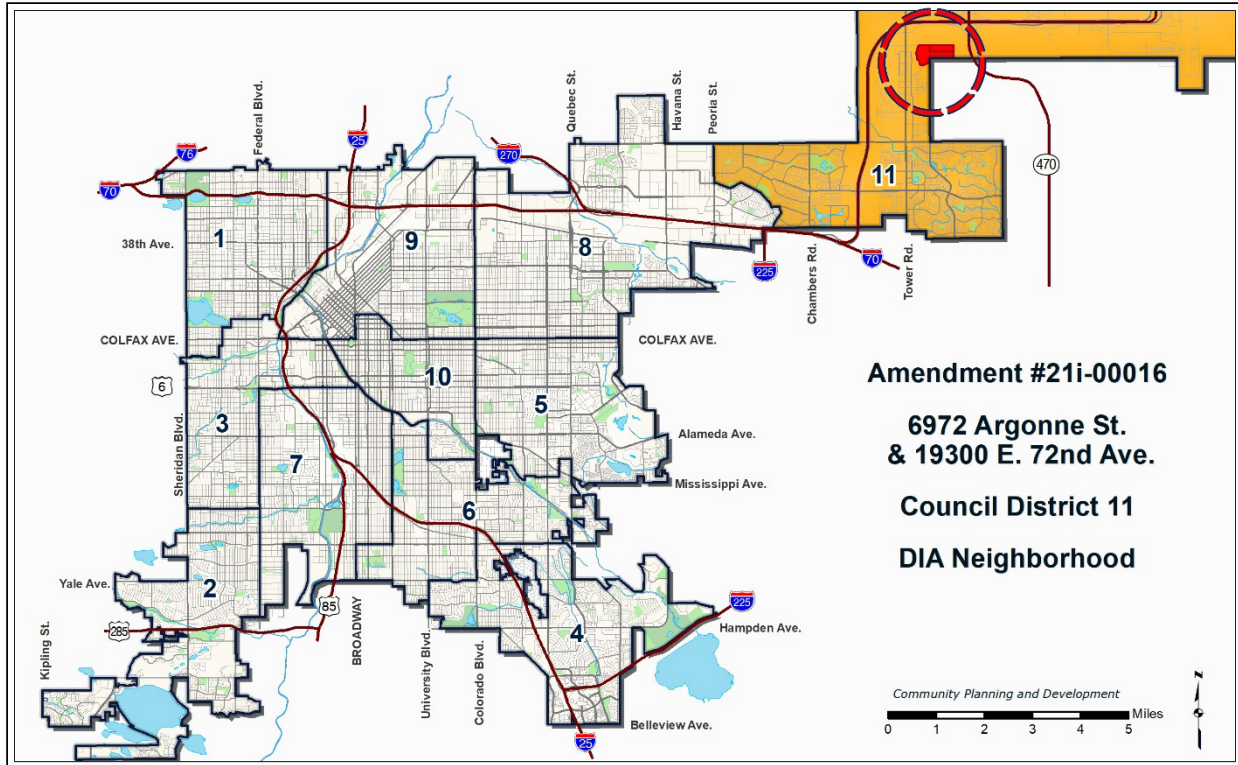 Federal Blvd.
Quebec St.
Havana St.
Peoria St.
25
76
270
70
470
11
1
9
8
38th Ave.
225
70
Chambers Rd.
Tower Rd.
COLFAX AVE.
COLFAX AVE.
6
10
5
3
Sheridan Blvd.
7
Alameda Ave.
Mississippi Ave.
6
Yale Ave.
2
85
285
BROADWAY
University Blvd.
Colorado Blvd.
4
225
Hampden Ave.
Kipling St.
Belleview Ave.
25
Amendment #21i-00016
6972 Argonne St.
& 19300 E. 72nd Ave.
Council District 11
DIA Neighborhood
Community Planning and Development
Miles
0 1 2 3 4 5
N